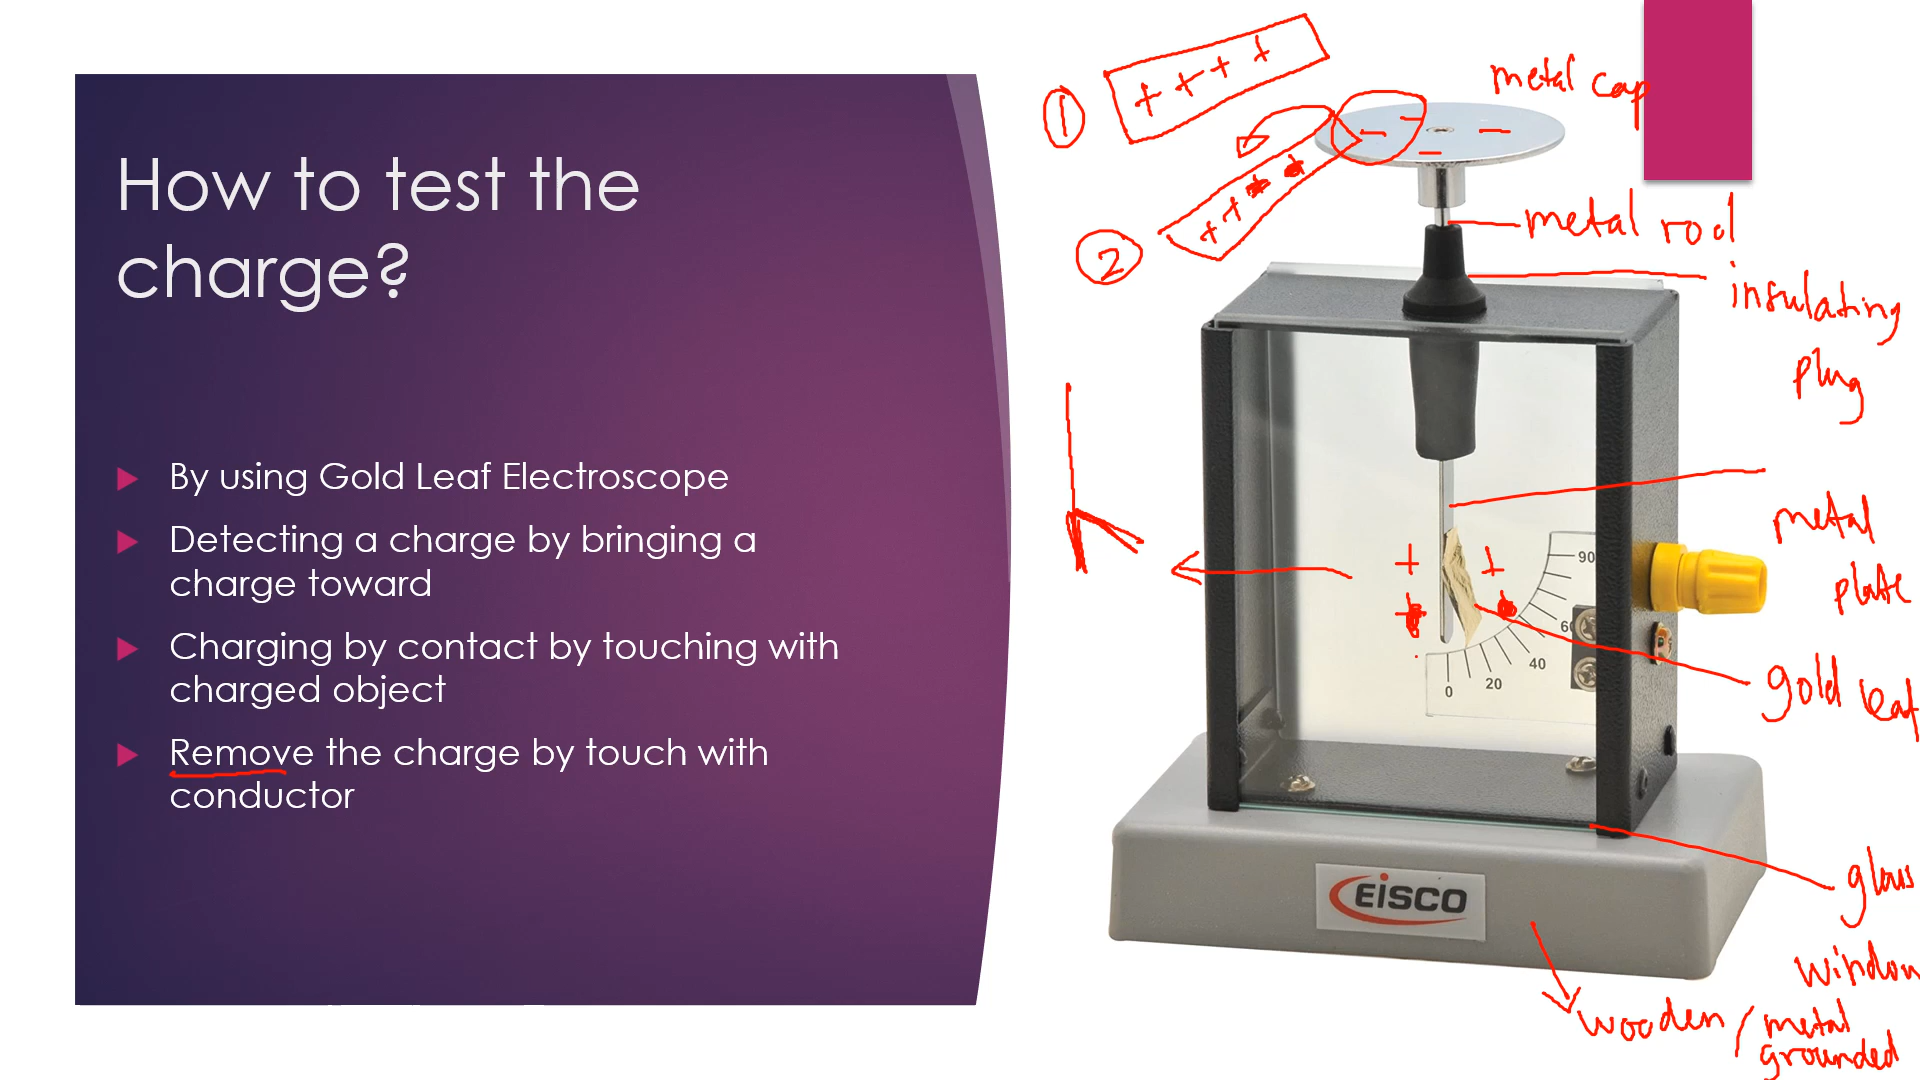 How to test the
charge?
By using Gold Leaf Electroscope
Detecting a charge by bringing a
charge toward
Charging by contact by touching with
charged object
Remove the charge by touch with
conductor
1
+ + + +
metal cap
- - - -
2
+ + + +
metal rod
insulating
plug
metal
plate
+ +
+ +
90
60
40
20
0
gold leaf
EISCO
glass
window
wooden / metal
grounded